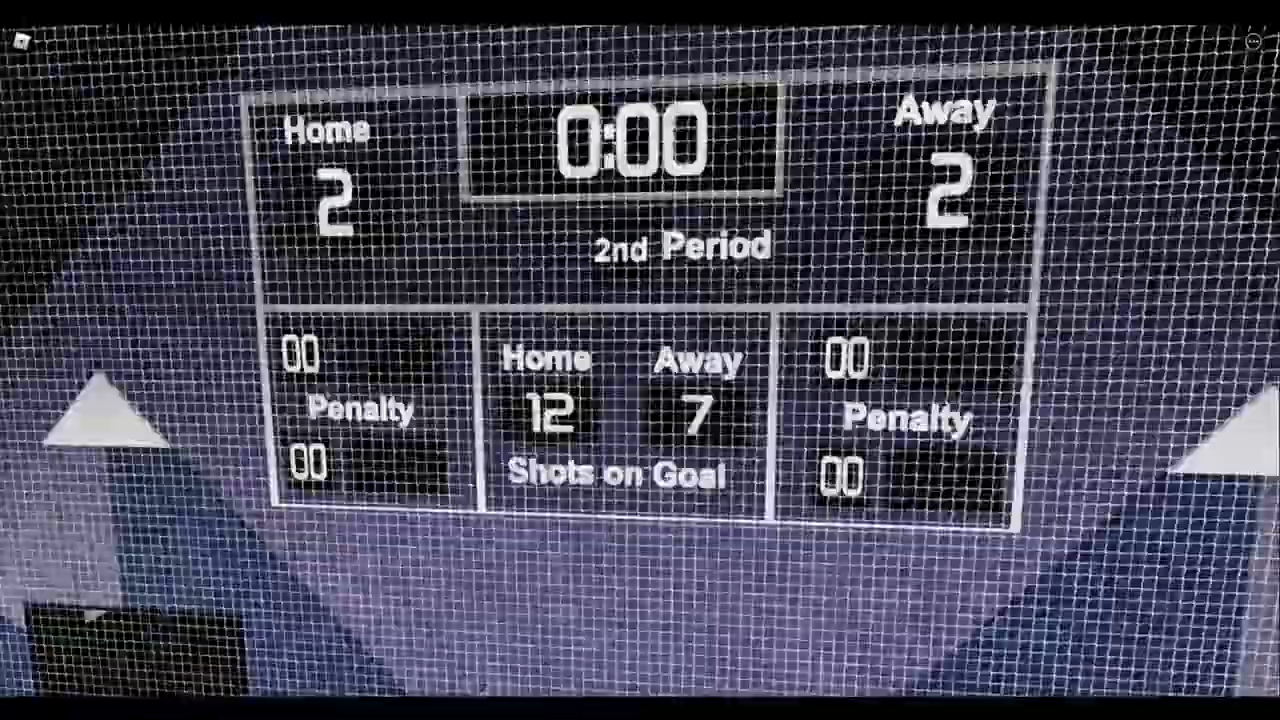 Home 0:00 Away
2 2
2nd Period
00 Home Away 00
Penalty 12 7 Penalty
00 Shots on Goal 00